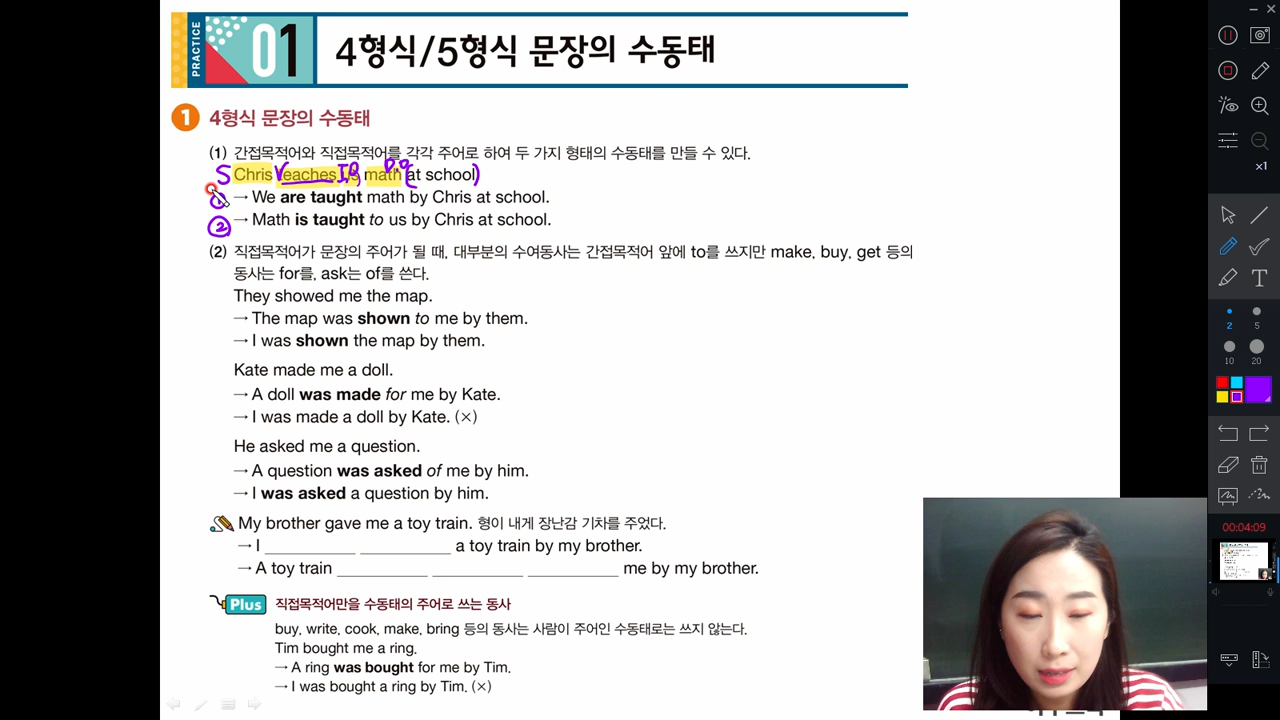 PRACTICE 01 4형식/5형식 문장의 수동태
1 4형식 문장의 수동태
(1) 간접목적어와 직접목적어를 각각 주어로 하여 두 가지 형태의 수동태를 만들 수 있다.
S V I.O D.O ( )
Chris teaches us math at school.
① → We are taught math by Chris at school.
② → Math is taught to us by Chris at school.
(2) 직접목적어가 문장의 주어가 될 때, 대부분의 수여동사는 간접목적어 앞에 to를 쓰지만 make, buy, get 등의
동사는 for를, ask는 of를 쓴다.
They showed me the map.
→ The map was shown to me by them.
→ I was shown the map by them.
Kate made me a doll.
→ A doll was made for me by Kate.
→ I was made a doll by Kate. (×)
He asked me a question.
→ A question was asked of me by him.
→ I was asked a question by him.
My brother gave me a toy train. 형이 내게 장난감 기차를 주었다.
→ I ________ ________ a toy train by my brother.
→ A toy train ________ ________ ________ me by my brother.
Plus 직접목적어만을 수동태의 주어로 쓰는 동사
buy, write, cook, make, bring 등의 동사는 사람이 주어인 수동태로는 쓰지 않는다.
Tim bought me a ring.
→ A ring was bought for me by Tim.
→ I was bought a ring by Tim. (×)
×1
T
2 5
10 20
00:04:09